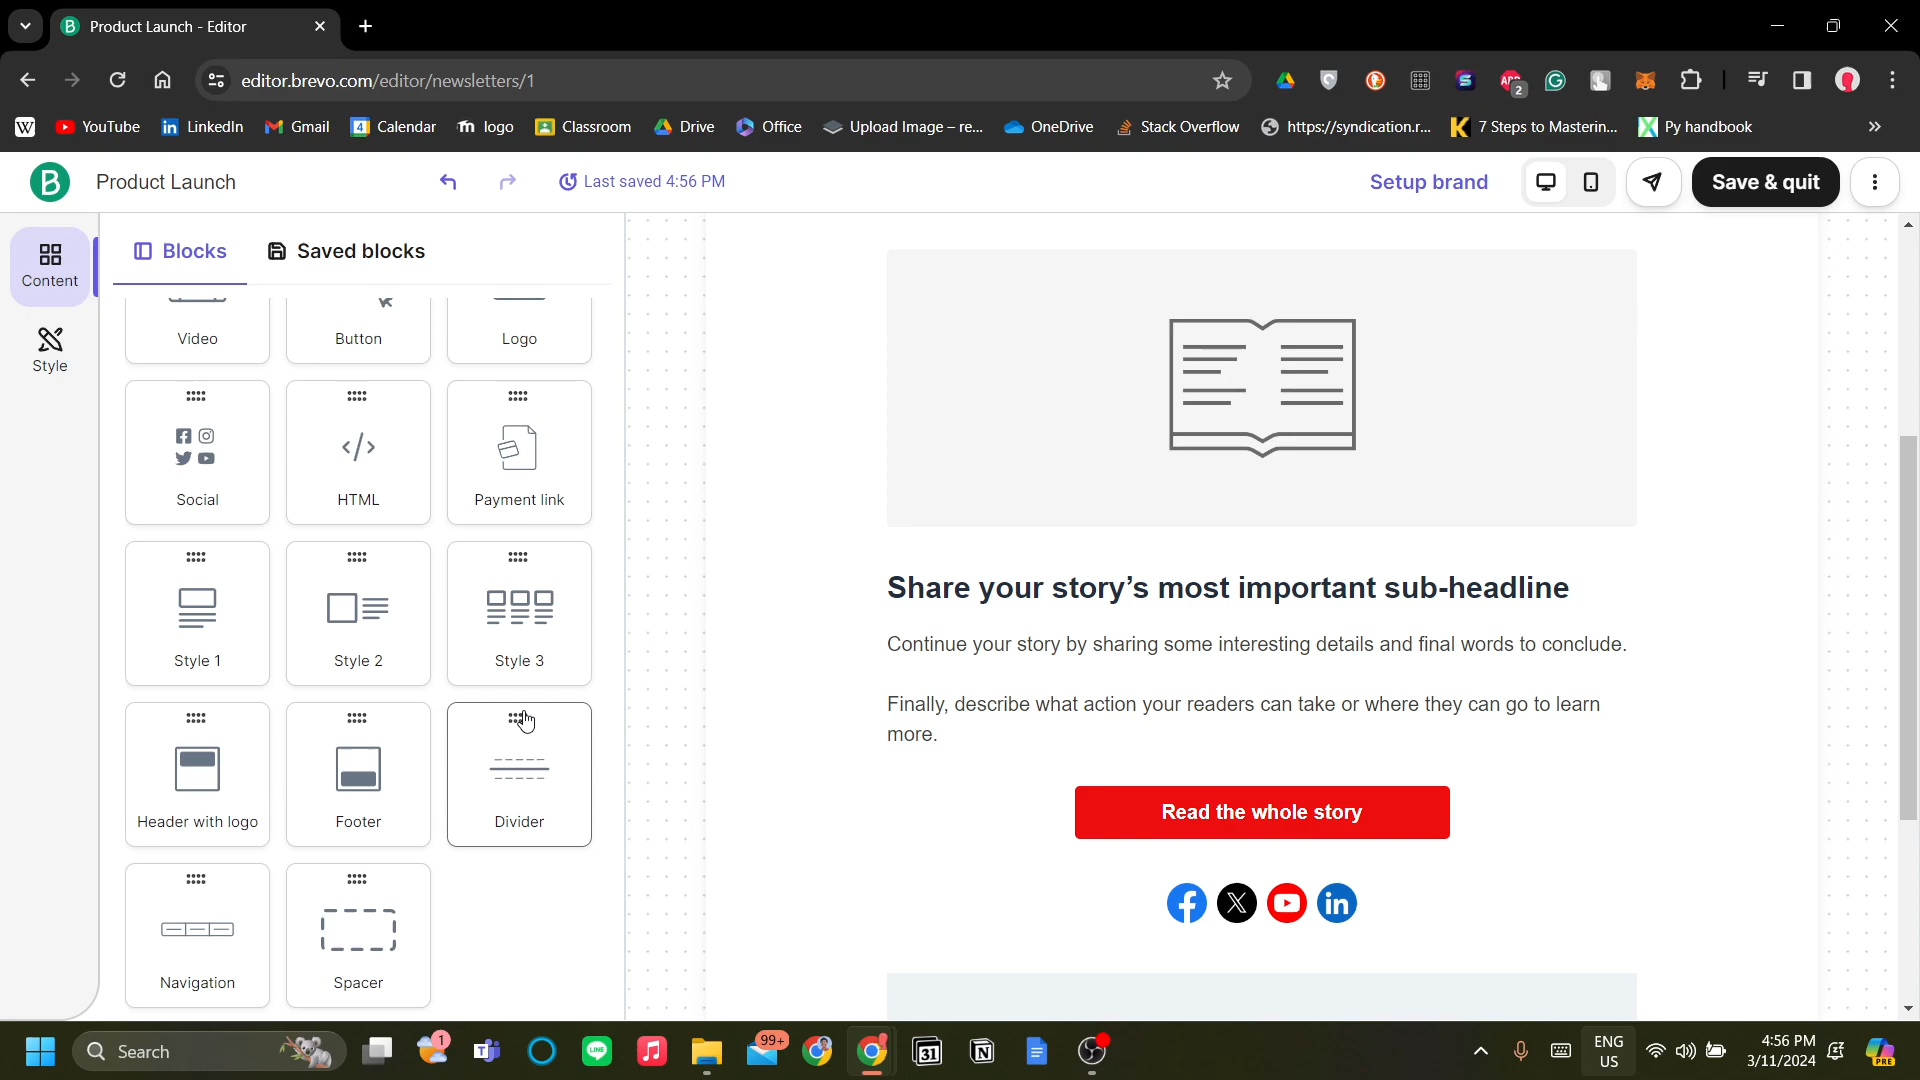 Product Launch - Editor
editor.brevo.com/editor/newsletters/1
ABP 2
W YouTube LinkedIn Gmail Calendar logo Classroom Drive Office Upload Image – re... OneDrive Stack Overflow https://syndication.r... 7 Steps to Masterin... Py handbook »
B Product Launch Last saved 4:56 PM Setup brand Save & quit
Content
Style
Blocks Saved blocks
Video Button Logo
Social HTML Payment link
Style 1 Style 2 Style 3
Header with logo Footer Divider
Navigation Spacer
Share your story’s most important sub-headline
Continue your story by sharing some interesting details and final words to conclude.
Finally, describe what action your readers can take or where they can go to learn
more.
Read the whole story
Search
1
99+
31
ENG
US
4:56 PM
3/11/2024
PRE